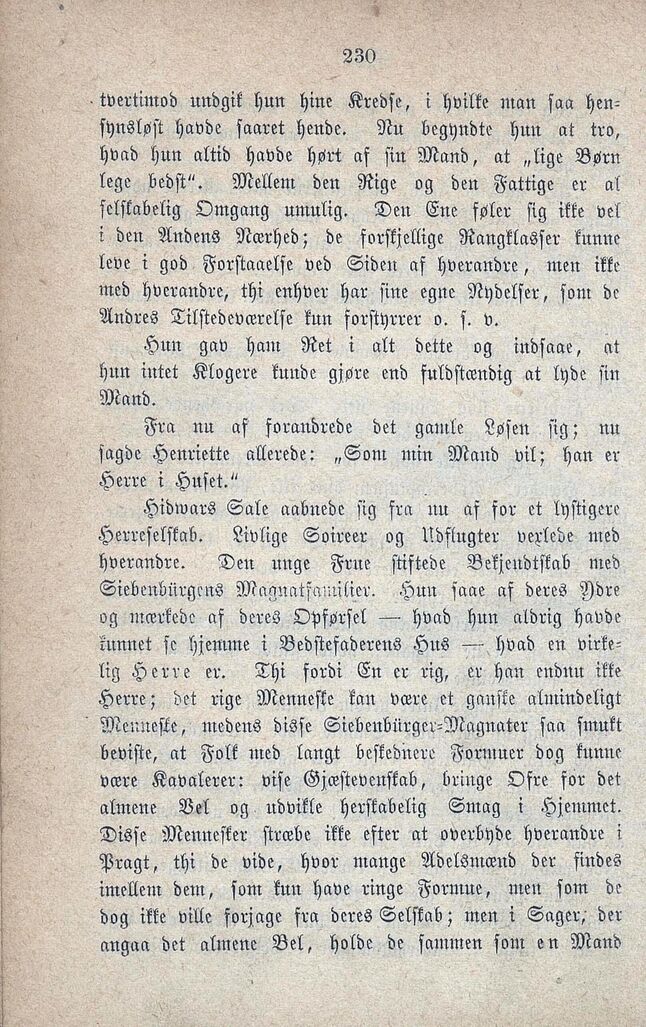 230
tvertimod undgik hun hine Kredse, i hvilke man saa hen-
synsløst havde saaret hende. Nu begyndte hun at tro,
hvad hun altid havde hørt af sin Mand, at „lige Børn
lege bedst“. Mellem den Rige og den Fattige er al
selskabelig Omgang umulig. Den Ene føler sig ikke vel
i den Andens Nærhed; de forskjellige Rangklasser kunne
leve i god Forstaaelse ved Siden af hverandre, men ikke
med hverandre, thi enhver har sine egne Nydelser, som de
Andres Tilstedeværelse kun forstyrrer o. s. v.
Hun gav ham Ret i alt dette og indsaae, at
hun intet Klogere kunde gjøre end fuldstændig at lyde sin
Mand.
Fra nu af forandrede det gamle Løsen sig; nu
sagde Henriette allerede: „Som min Mand vil; han er
Herre i Huset.“
Hidwars Sale aabnede sig fra nu af for et lystigere
Herreselskab. Livlige Soireer og Udflugter vexlede med
hverandre. Den unge Frue stiftede Bekjendtskab med
Siebenbürgens Magnatfamilier. Hun saae af deres Ydre
og mærkede af deres Opførsel — hvad hun aldrig havde
kunnet se hjemme i Bedstefaderens Hus — hvad en virke-
lig Herre er. Thi fordi En er rig, er han endnu ikke
Herre; det rige Menneske kan være et ganske almindeligt
Menneske, medens disse Siebenbürger-Magnater saa smukt
beviste, at Folk med langt beskednere Formuer dog kunne
være Kavalerer: vise Gjæstevenskab, bringe Ofre for det
almene Vel og udvikle herskabelig Smag i Hjemmet.
Disse Mennesker stræbe ikke efter at overbyde hverandre i
Pragt, thi de vide, hvor mange Adelsmænd der findes
imellem dem, som kun have ringe Formue, men som de
dog ikke ville forjage fra deres Selskab; men i Sager, der
angaa det almene Vel, holde de sammen som en Mand